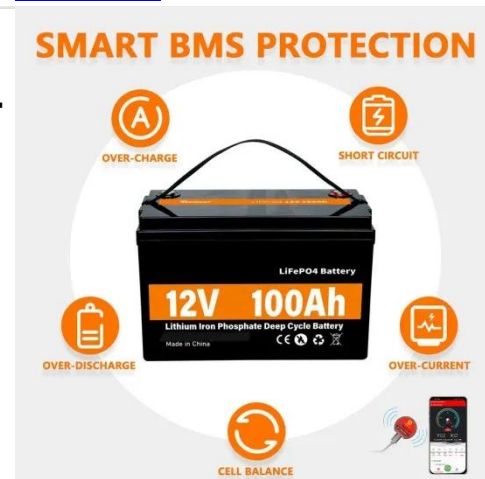 SMART BMS PROTECTION
OVER-CHARGE
SHORT CIRCUIT
LiFePO4 Battery
12V 100Ah
Lithium Iron Phosphate Deep Cycle Battery
Made in China
CE
OVER-DISCHARGE
OVER-CURRENT
CELL BALANCE